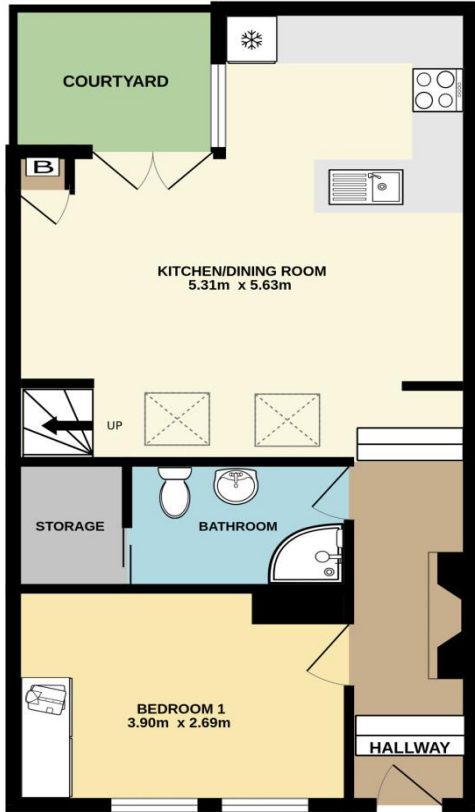 COURTYARD
B
KITCHEN/DINING ROOM
5.31m x 5.63m
UP
STORAGE
BATHROOM
BEDROOM 1
3.90m x 2.69m
HALLWAY